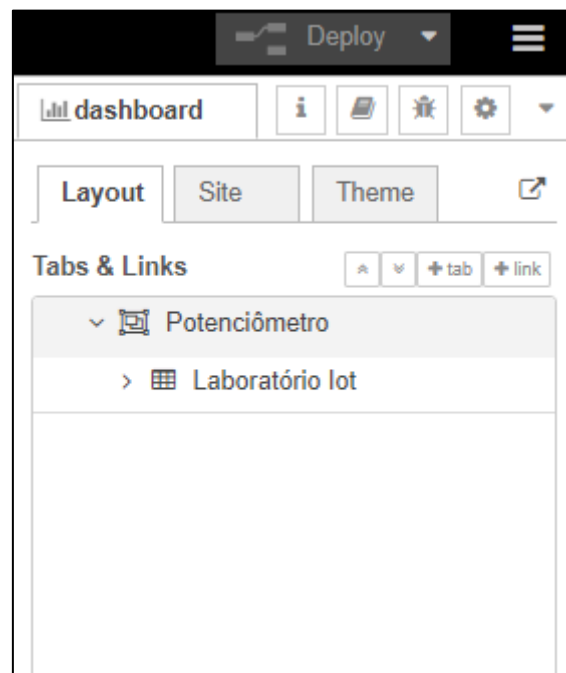 Deploy
dashboard i
Layout Site Theme
Tabs & Links + tab + link
Potenciômetro
Laboratório Iot